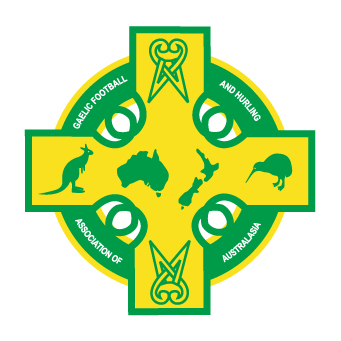 GAELIC FOOTBALL
AND HURLING
ASSOCIATION OF
AUSTRALASIA